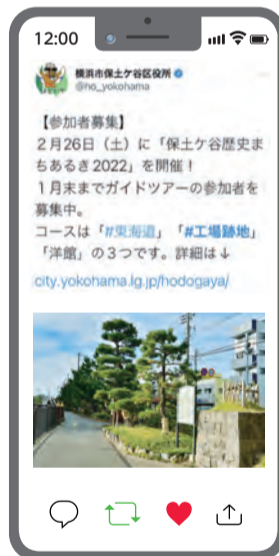 12:00
横浜市保土ケ谷区役所
@ho_yokohama
【参加者募集】
2月26日（土）に「保土ケ谷歴史ま
ちあるき2022」を開催！
1月末までガイドツアーの参加者を
募集中。
コースは「#東海道」「#工場跡地」
「洋館」の3つです。詳細は↓
city.yokohama.lg.jp/hodogaya/